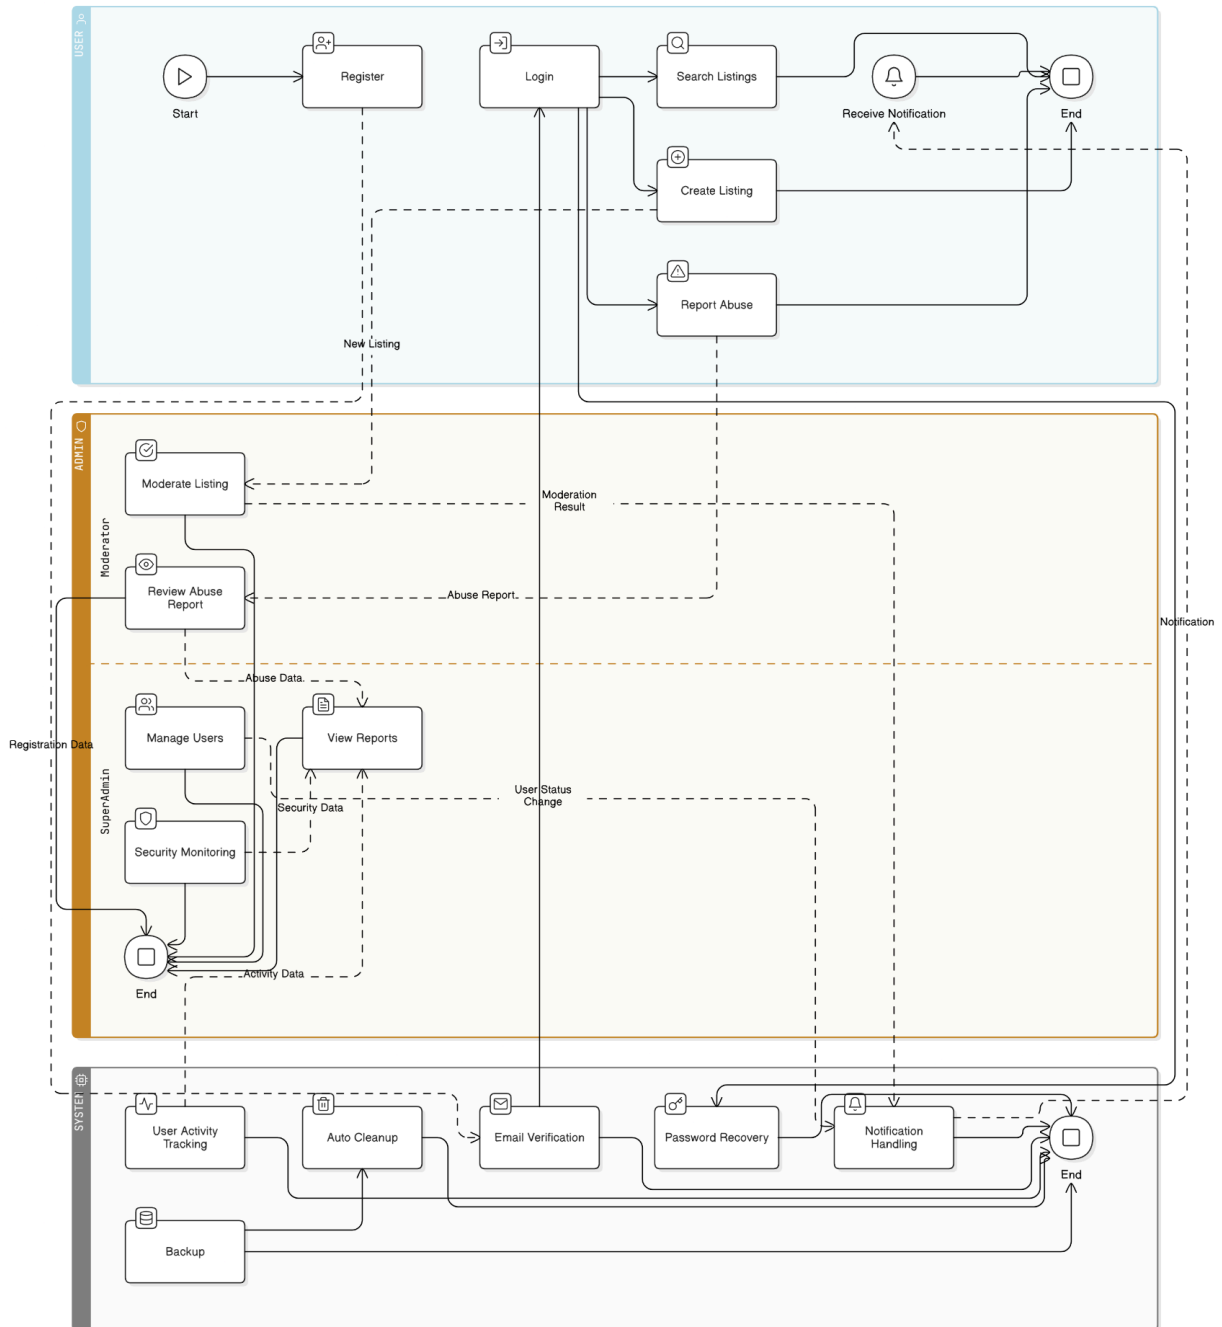 USER
Register
Login
Search Listings
Start
Receive Notification
End
Create Listing
Report Abuse
New Listing
ADMIN
Moderator
Moderate Listing
Moderation
Result
Review Abuse
Report
Abuse Report
Notification
Abuse Data
SuperAdmin
Manage Users
View Reports
Registration Data
User Status
Change
Security Data
Security Monitoring
Activity Data
End
SYSTEM
User Activity
Tracking
Auto Cleanup
Email Verification
Password Recovery
Notification
Handling
End
Backup